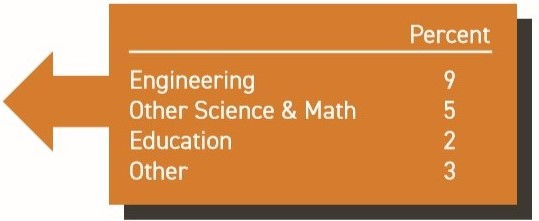 Percent
Engineering 9
Other Science & Math 5
Education 2
Other 3